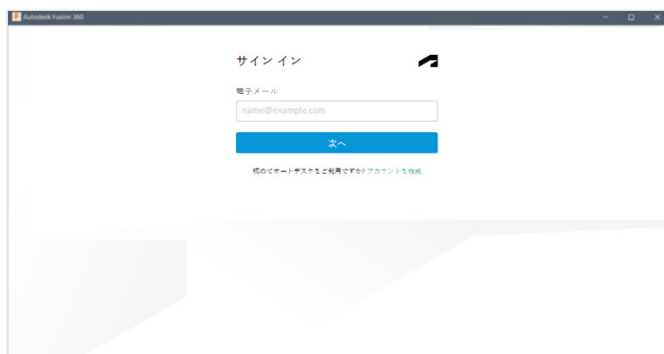 Autodesk Fusion 360
サイン イン
電子メール
name@example.com
次へ
初めてオートデスクをご利用ですか? アカウントを作成